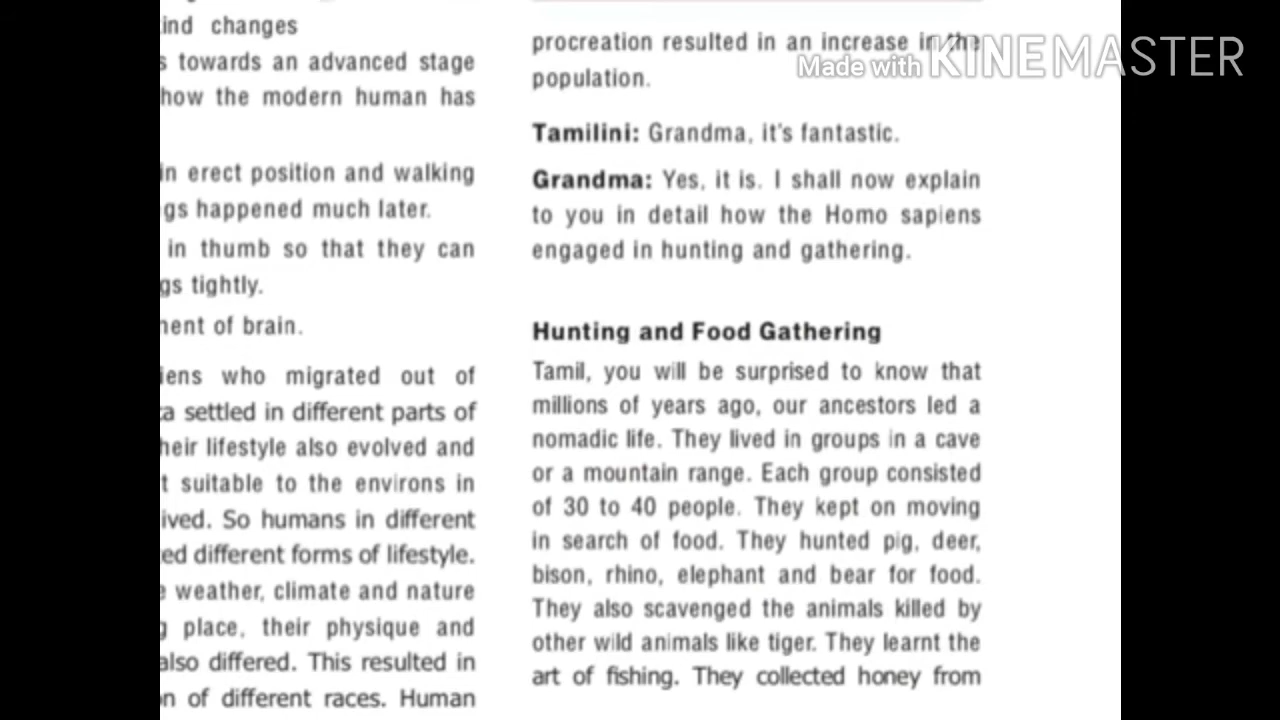 ind changes
s towards an advanced stage
how the modern human has
in erect position and walking
gs happened much later.
in thumb so that they can
gs tightly.
nent of brain.
iens who migrated out of
a settled in different parts of
heir lifestyle also evolved and
t suitable to the environs in
ived. So humans in different
ed different forms of lifestyle.
e weather, climate and nature
g place, their physique and
also differed. This resulted in
n of different races. Human
procreation resulted in an increase in the
population.
Tamilini: Grandma, it's fantastic.
Grandma: Yes, it is. I shall now explain
to you in detail how the Homo sapiens
engaged in hunting and gathering.
Hunting and Food Gathering
Tamil, you will be surprised to know that
millions of years ago, our ancestors led a
nomadic life. They lived in groups in a cave
or a mountain range. Each group consisted
of 30 to 40 people. They kept on moving
in search of food. They hunted pig, deer,
bison, rhino, elephant and bear for food.
They also scavenged the animals killed by
other wild animals like tiger. They learnt the
art of fishing. They collected honey from
Made with KINEMASTER